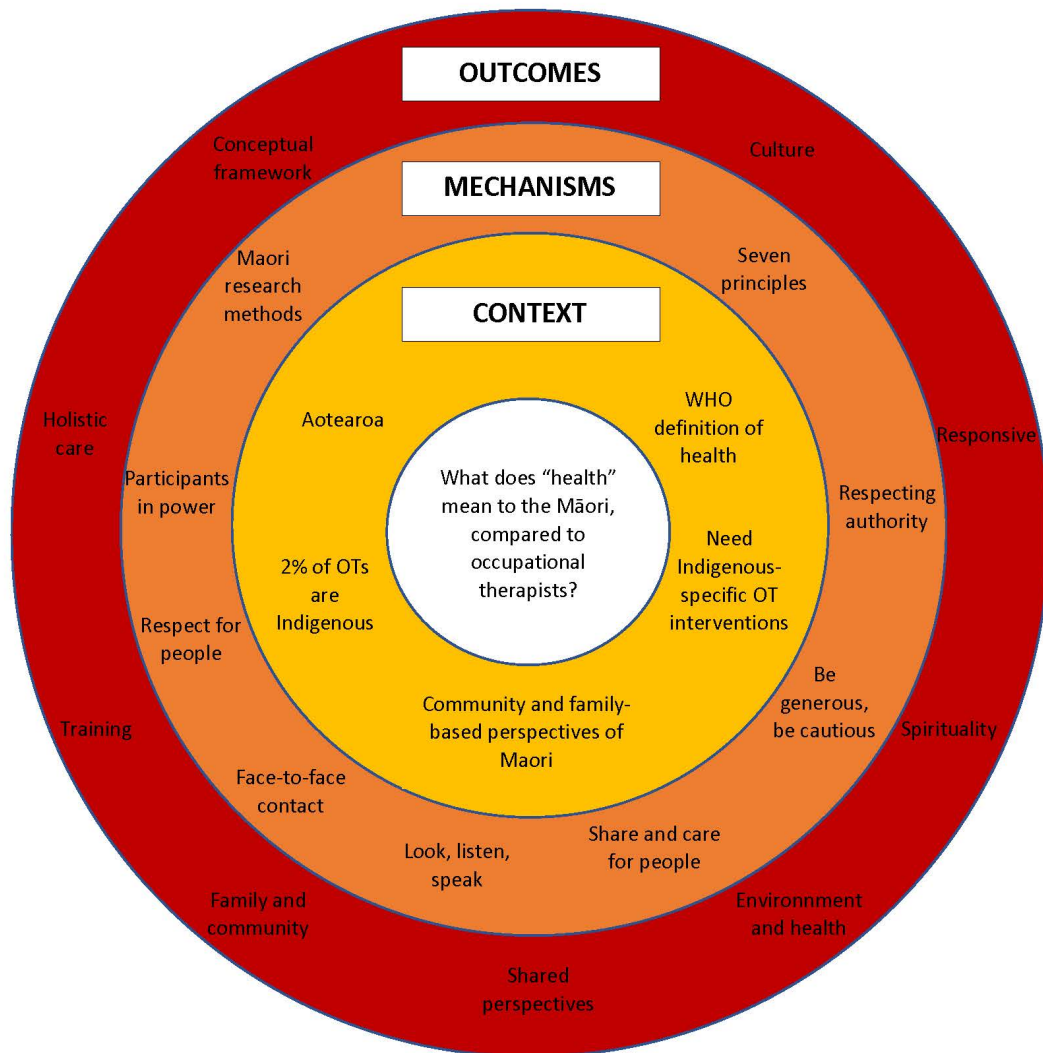 OUTCOMES
Conceptual
framework
Culture
MECHANISMS
Maori
research
methods
Seven
principles
CONTEXT
Holistic
care
Aotearoa
WHO
definition of
health
Responsive
Participants
in power
What does “health”
mean to the Māori,
compared to
occupational
therapists?
Respecting
authority
2% of OTs
are
Indigenous
Need
Indigenous-
specific OT
interventions
Respect for
people
Community and family-
based perspectives of
Maori
Be
generous,
be cautious
Training
Spirituality
Face-to-face
contact
Look, listen,
speak
Share and care
for people
Family and
community
Environnment
and health
Shared
perspectives